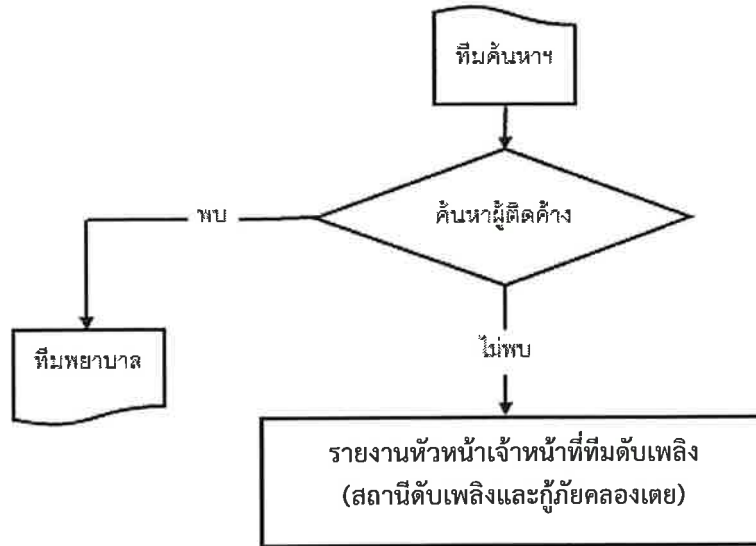 ทีมค้นหาฯ
ค้นหาผู้ติดค้าง
พบ
ไม่พบ
ทีมพยาบาล
รายงานหัวหน้าเจ้าหน้าที่ทีมดับเพลิง
(สถานีดับเพลิงและกู้ภัยคลองเตย)